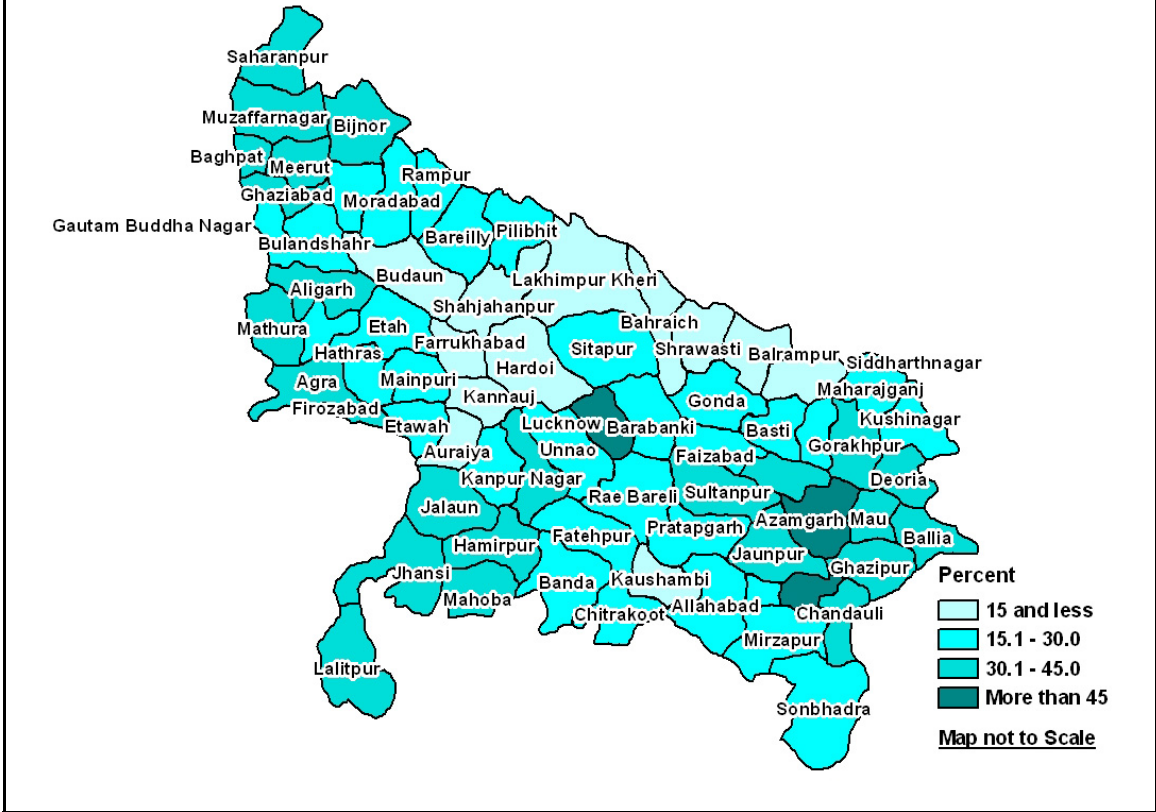 Saharanpur
Muzaffarnagar
Bijnor
Baghpat
Meerut
Rampur
Ghaziabad
Moradabad
Gautam Buddha Nagar
Bulandshahr
Bareilly
Pilibhit
Budaun
Lakhimpur Kheri
Aligarh
Shahjahanpur
Mathura
Etah
Farrukhabad
Bahraich
Hathras
Sitapur
Shrawasti
Balrampur
Siddharthnagar
Agra
Mainpuri
Hardoi
Maharajganj
Firozabad
Kannauj
Gonda
Kushinagar
Etawah
Lucknow
Barabanki
Basti
Gorakhpur
Auraiya
Unnao
Faizabad
Kanpur Nagar
Deoria
Rae Bareli
Sultanpur
Jalaun
Azamgarh
Mau
Pratapgarh
Ballia
Hamirpur
Fatehpur
Jaunpur
Ghazipur
Jhansi
Banda
Kaushambi
Mahoba
Chitrakoot
Allahabad
Chandauli
Mirzapur
Lalitpur
Sonbhadra
Percent
15 and less
15.1 - 30.0
30.1 - 45.0
More than 45
Map not to Scale